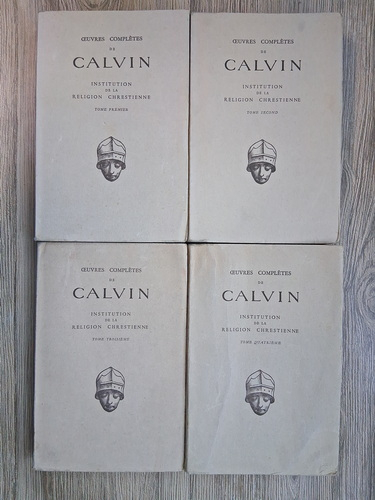 ŒUVRES COMPLÈTES
DE
CALVIN
INSTITUTION
DE LA
RELIGION CHRESTIENNE
TOME PREMIER
ŒUVRES COMPLÈTES
DE
CALVIN
INSTITUTION
DE LA
RELIGION CHRESTIENNE
TOME SECOND
ŒUVRES COMPLÈTES
DE
CALVIN
INSTITUTION
DE LA
RELIGION CHRESTIENNE
TOME TROISIEME
ŒUVRES COMPLÈTES
DE
CALVIN
INSTITUTION
DE LA
RELIGION CHRESTIENNE
TOME QUATRIEME